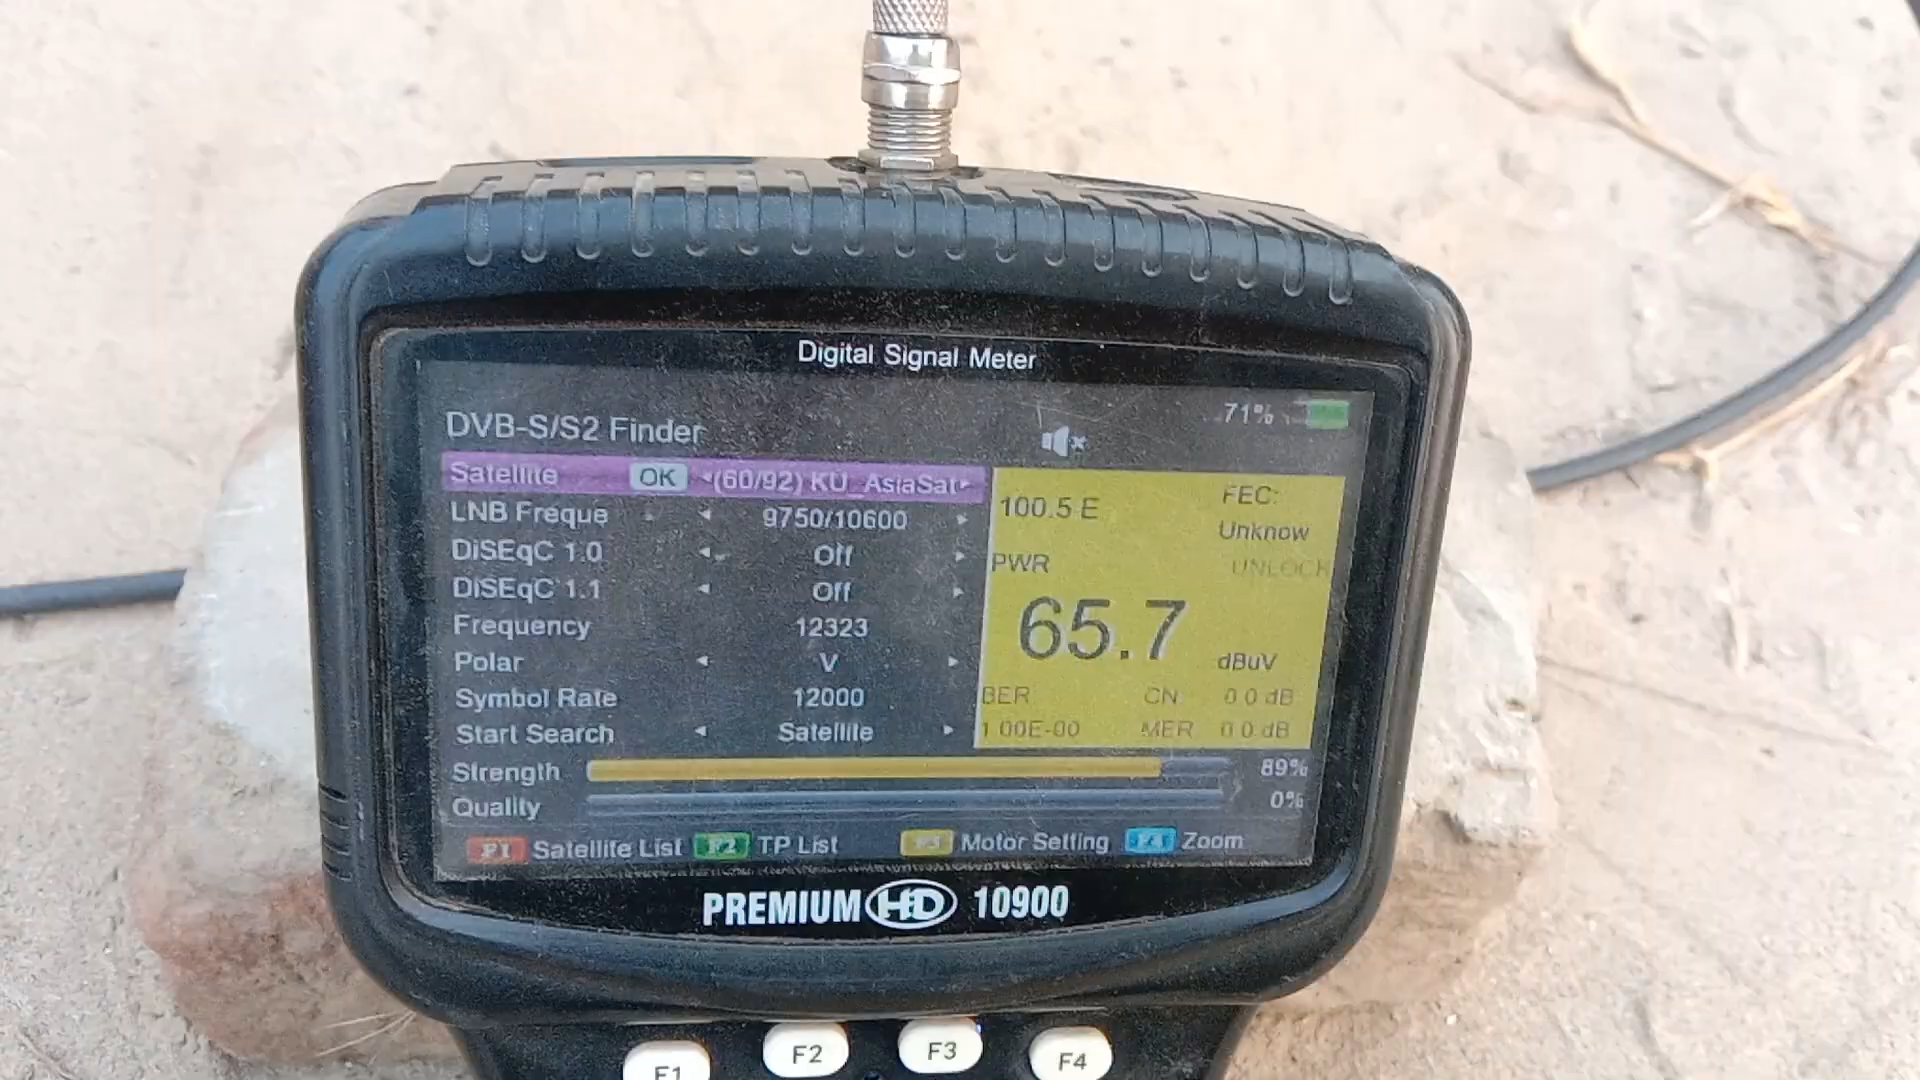 Digital Signal Meter
DVB-S/S2 Finder
71%
Satellite OK (60/92) KU_AsiaSat
LNB Freque 9750/10600
DiSEqC 1.0 Off
DiSEqC 1.1 Off
Frequency 12323
Polar V
Symbol Rate 12000
Start Search Satellite
100.5 E
FEC:
Unknow
PWR
UNLOCK
65.7
dBuV
BER CN 0.0 dB
1.00E-00 MER 0.0 dB
Strength 89%
Quality 0%
F1 Satellite List F2 TP List F3 Motor Setting F4 Zoom
PREMIUM HD 10900
F1 F2 F3 F4